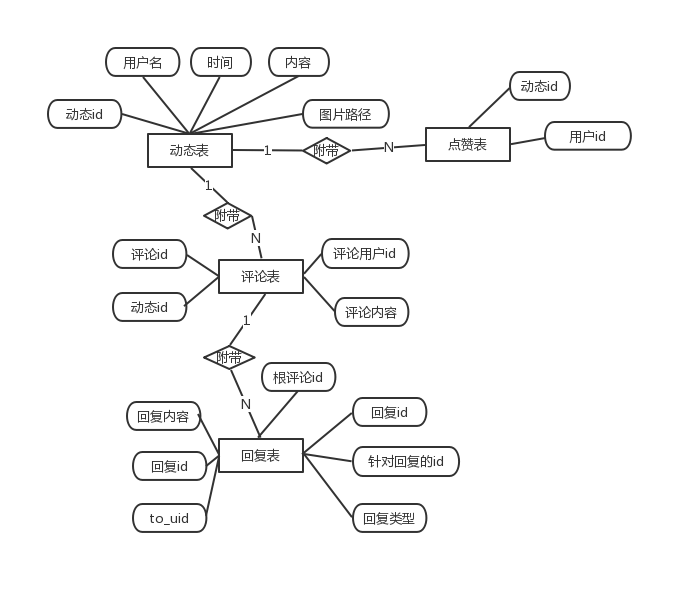 用户名
时间
内容
动态id
动态id
图片路径
用户id
动态表
1
附带
N
点赞表
1
附带
N
评论id
评论用户id
评论表
动态id
评论内容
1
附带
根评论id
N
回复内容
回复id
回复表
回复id
针对回复的id
to_uid
回复类型